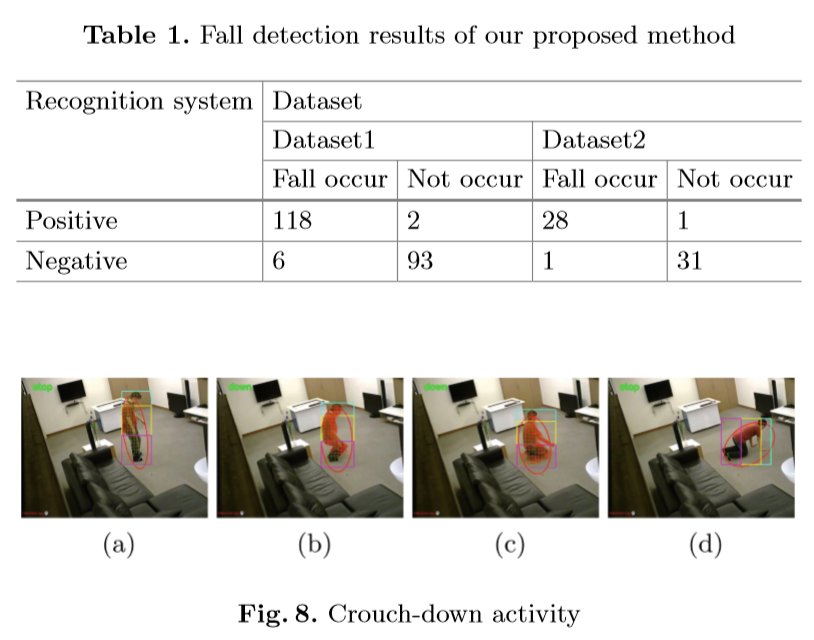 Table 1. Fall detection results of our proposed method
Recognition system Dataset
Dataset1 Dataset2
Fall occur Not occur Fall occur Not occur
Positive 118 2 28 1
Negative 6 93 1 31
stop down down stop
(a) (b) (c) (d)
Fig. 8. Crouch-down activity